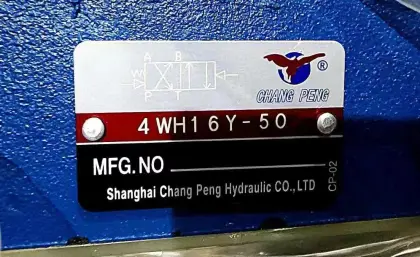 A B
W
P T
®
CHANG PENG
4WH16Y-50
MFG.NO
Shanghai Chang Peng Hydraulic CO.,LTD
CP-02